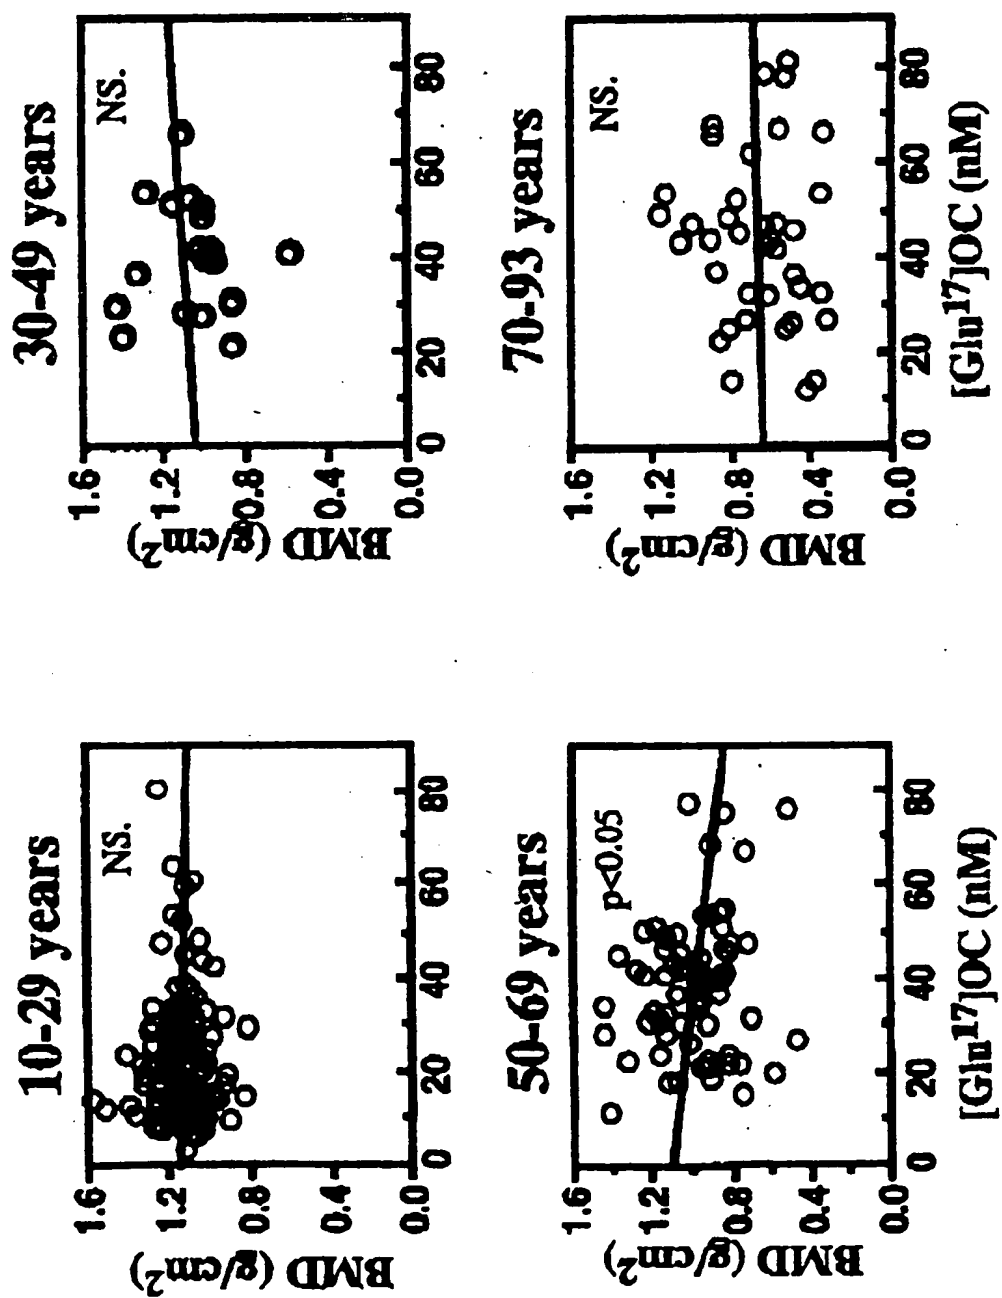 10-29 years
NS.
BMD (g/cm²)
1.6
1.2
0.8
0.4
0.0
0 20 40 60 80
30-49 years
NS.
BMD (g/cm²)
1.6
1.2
0.8
0.4
0.0
0 20 40 60 80
50-69 years
p<0.05
BMD (g/cm²)
1.6
1.2
0.8
0.4
0.0
0 20 40 60 80
[Glu¹⁷]OC (nM)
70-93 years
NS.
BMD (g/cm²)
1.6
1.2
0.8
0.4
0.0
0 20 40 60 80
[Glu¹⁷]OC (nM)